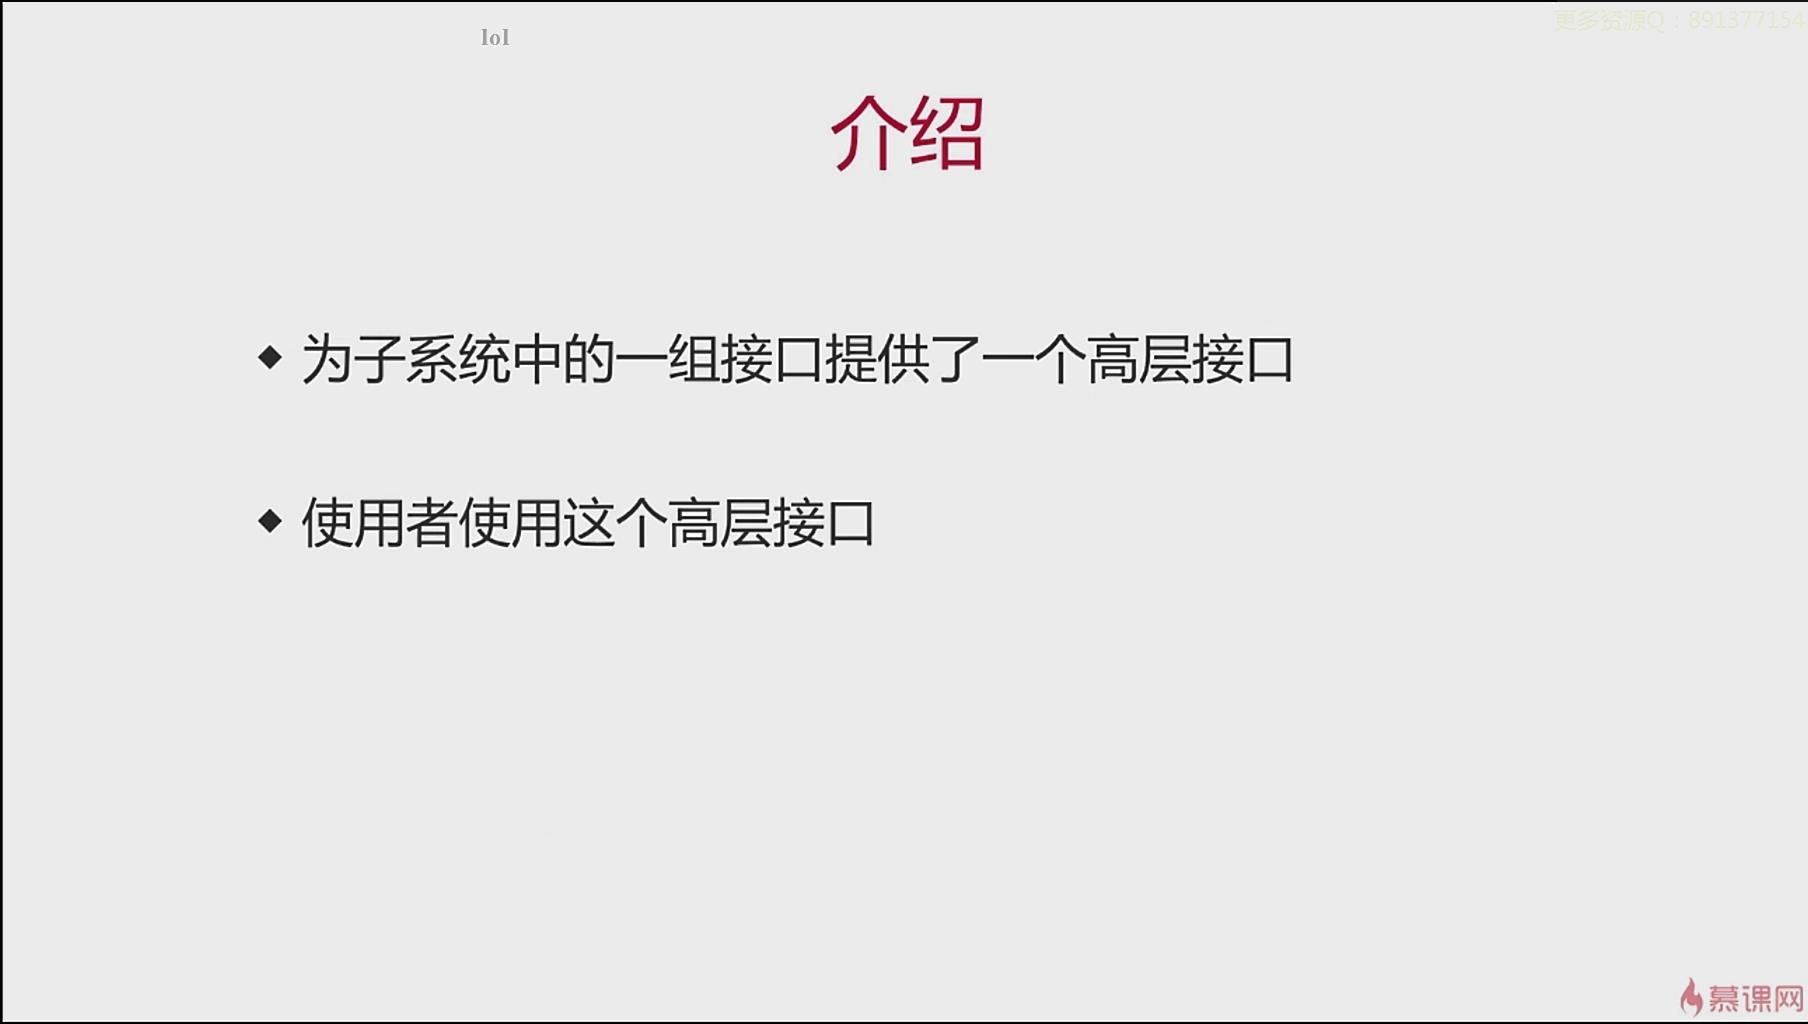 lol
更多资源Q：891377154
介绍
◆ 为子系统中的一组接口提供了一个高层接口
◆ 使用者使用这个高层接口
慕课网